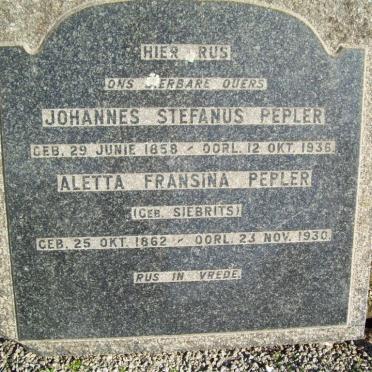 HIER RUS
ONS DIERBARE OUERS
JOHANNES STEFANUS PEPLER
GEB. 29 JUNIE 1858 - OORL. 12 OKT. 1936
ALETTA FRANSINA PEPLER
(GEB. SIEBRITS)
GEB. 25 OKT. 1862 - OORL. 23 NOV. 1930
RUS IN VREDE.